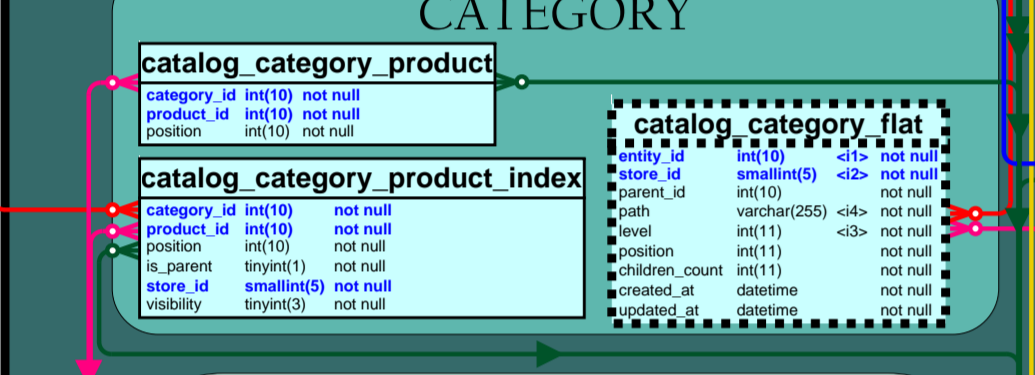 CATEGORY
catalog_category_product
category_id int(10) not null
product_id int(10) not null
position int(10) not null
catalog_category_product_index
category_id int(10) not null
product_id int(10) not null
position int(10) not null
is_parent tinyint(1) not null
store_id smallint(5) not null
visibility tinyint(3) not null
catalog_category_flat
entity_id int(10) <i1> not null
store_id smallint(5) <i2> not null
parent_id int(10) not null
path varchar(255) <i4> not null
level int(11) <i3> not null
position int(11) not null
children_count int(11) not null
created_at datetime not null
updated_at datetime not null